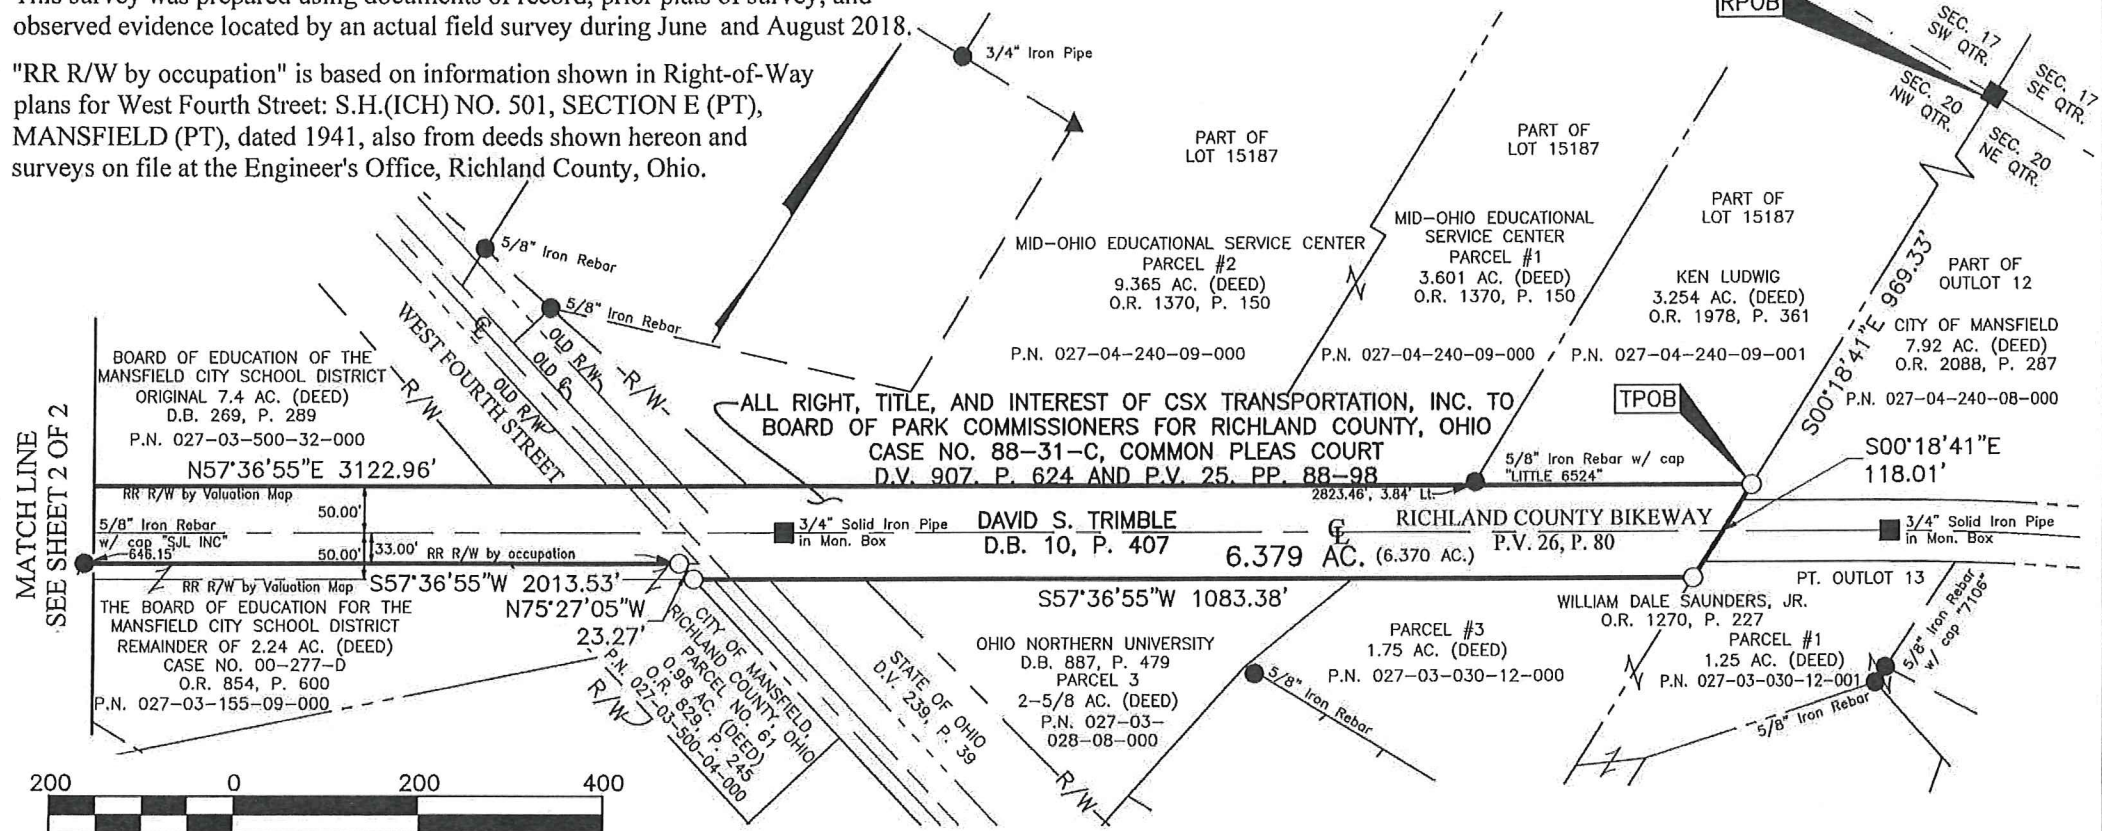 This survey was prepared using documents of record, prior plats of survey, and
observed evidence located by an actual field survey during June and August 2018.
"RR R/W by occupation" is based on information shown in Right-of-Way
plans for West Fourth Street: S.H.(ICH) NO. 501, SECTION E (PT),
MANSFIELD (PT), dated 1941, also from deeds shown hereon and
surveys on file at the Engineer's Office, Richland County, Ohio.
3/4" Iron Pipe
RPOB
SEC. 17
SW QTR.
SEC. 17
SE QTR.
SEC. 20
NW QTR.
SEC. 20
NE QTR.
PART OF
LOT 15187
PART OF
LOT 15187
PART OF
LOT 15187
5/8" Iron Rebar
5/8" Iron Rebar
MID-OHIO EDUCATIONAL SERVICE CENTER
PARCEL #2
9.365 AC. (DEED)
O.R. 1370, P. 150
P.N. 027-04-240-09-000
MID-OHIO EDUCATIONAL
SERVICE CENTER
PARCEL #1
3.601 AC. (DEED)
O.R. 1370, P. 150
P.N. 027-04-240-09-000
KEN LUDWIG
3.254 AC. (DEED)
O.R. 1978, P. 361
P.N. 027-04-240-09-001
S00°18'41"E 969.33'
PART OF
OUTLOT 12
CITY OF MANSFIELD
7.92 AC. (DEED)
O.R. 2088, P. 287
P.N. 027-04-240-08-000
WEST FOURTH STREET
CL
OLD R/W
OLD CL
OLD R/W
R/W
R/W
MATCH LINE
SEE SHEET 2 OF 2
BOARD OF EDUCATION OF THE
MANSFIELD CITY SCHOOL DISTRICT
ORIGINAL 7.4 AC. (DEED)
D.B. 269, P. 289
P.N. 027-03-500-32-000
N57°36'55"E 3122.96'
ALL RIGHT, TITLE, AND INTEREST OF CSX TRANSPORTATION, INC. TO
BOARD OF PARK COMMISSIONERS FOR RICHLAND COUNTY, OHIO
CASE NO. 88-31-C, COMMON PLEAS COURT
D.V. 907, P. 624 AND P.V. 25, PP. 88-98
TPOB
5/8" Iron Rebar w/ cap
"LITTLE 6524"
2823.46', 3.84' Lt.
S00°18'41"E
118.01'
RR R/W by Valuation Map
50.00'
5/8" Iron Rebar
w/ cap "SJL INC"
646.15'
50.00'
33.00'
RR R/W by occupation
3/4" Solid Iron Pipe
in Mon. Box
DAVID S. TRIMBLE
D.B. 10, P. 407
CL
RICHLAND COUNTY BIKEWAY
P.V. 26, P. 80
6.379 AC. (6.370 AC.)
3/4" Solid Iron Pipe
in Mon. Box
RR R/W by Valuation Map
S57°36'55"W 2013.53'
N75°27'05"W
23.27'
S57°36'55"W 1083.38'
PT. OUTLOT 13
THE BOARD OF EDUCATION FOR THE
MANSFIELD CITY SCHOOL DISTRICT
REMAINDER OF 2.24 AC. (DEED)
CASE NO. 00-277-D
O.R. 854, P. 600
P.N. 027-03-155-09-000
CITY OF MANSFIELD,
RICHLAND COUNTY, OHIO
PARCEL NO. 61
0.98 AC. (DEED)
O.R. 829, P. 245
P.N. 027-03-500-04-000
R/W
STATE OF OHIO
D.V. 239, P. 39
R/W
OHIO NORTHERN UNIVERSITY
D.B. 887, P. 479
PARCEL 3
2-5/8 AC. (DEED)
P.N. 027-03-
028-08-000
5/8" Iron Rebar
PARCEL #3
1.75 AC. (DEED)
P.N. 027-03-030-12-000
WILLIAM DALE SAUNDERS, JR.
O.R. 1270, P. 227
PARCEL #1
1.25 AC. (DEED)
P.N. 027-03-030-12-001
5/8" Iron Rebar
w/ cap "7105"
5/8" Iron Rebar
200 0 200 400